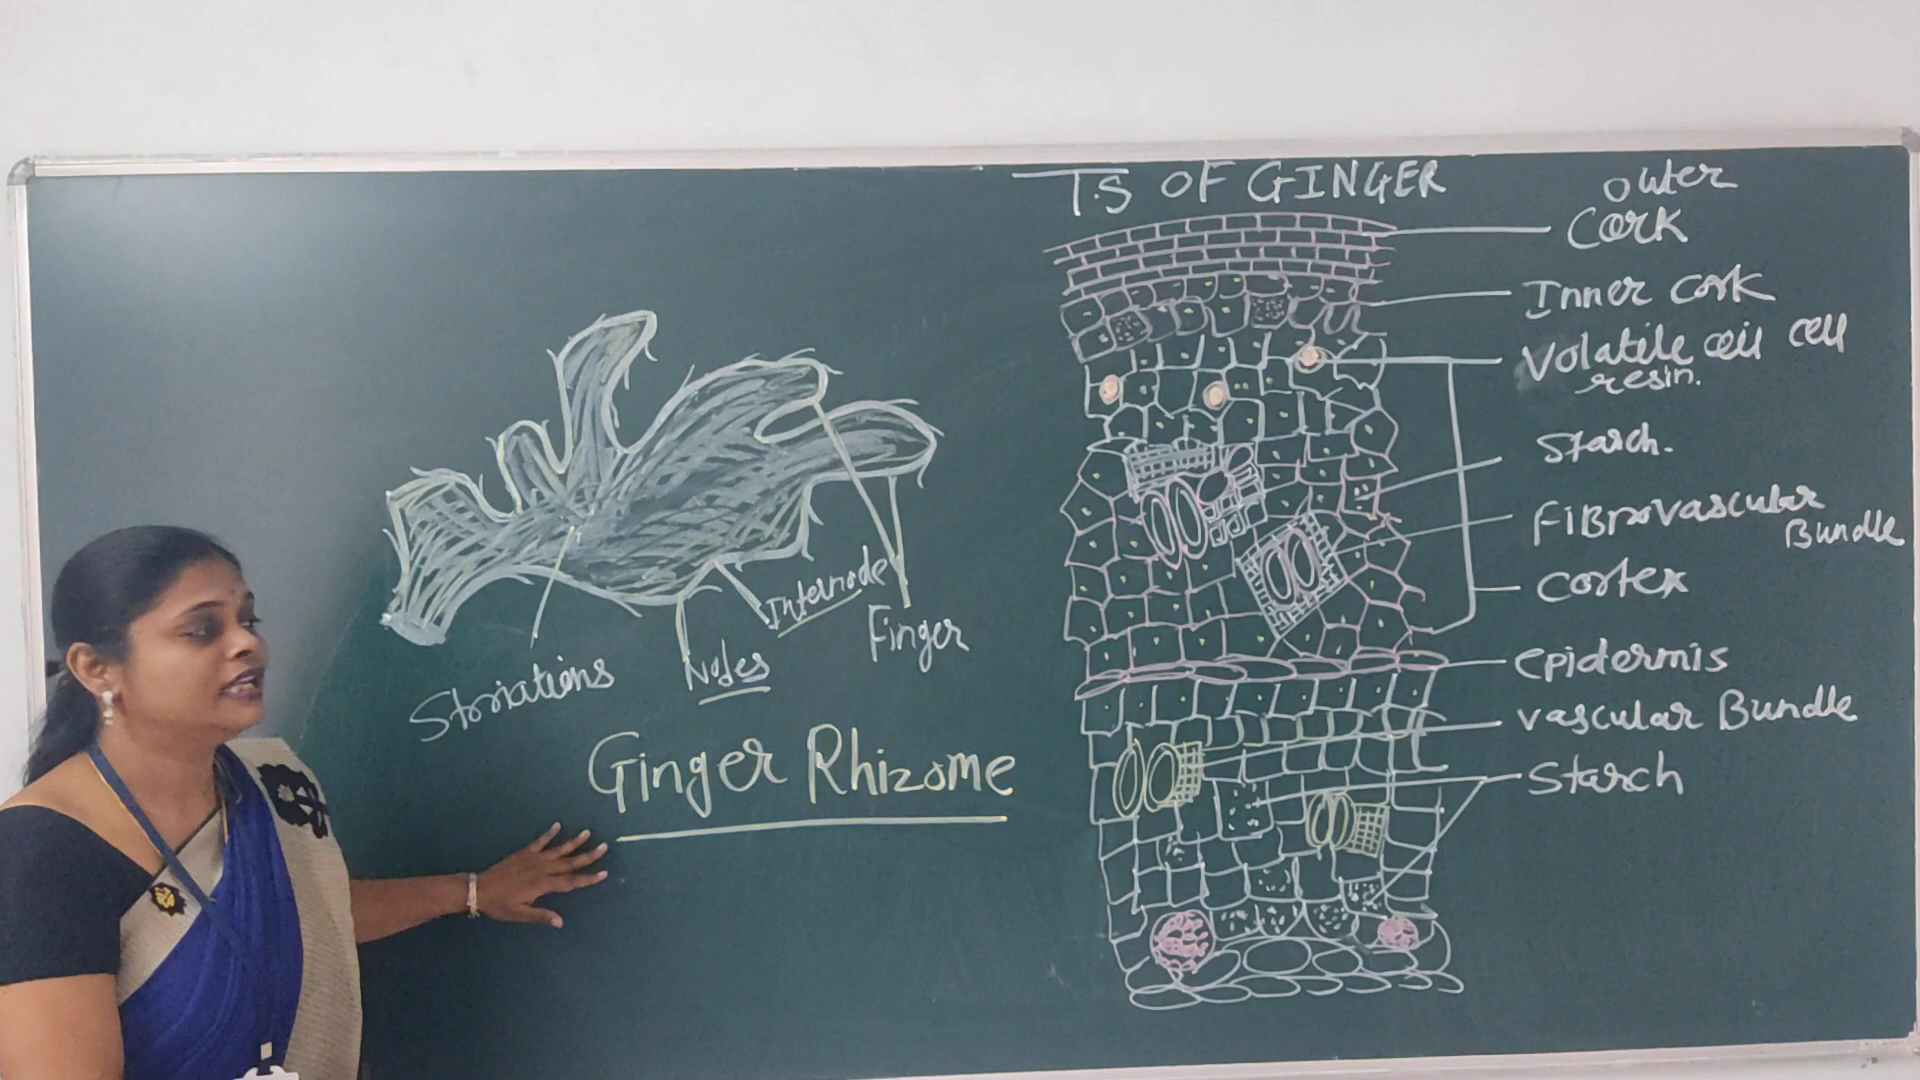 T.S OF GINGER
outer
Cork
Inner cork
Volatile oil cell
resin.
Starch.
Fibrovascular
Bundle
Cortex
epidermis
vascular Bundle
Starch
Internode
Finger
Nodes
Striations
Ginger Rhizome